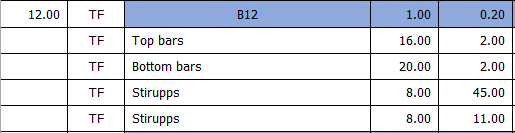 12.00 TF B12 1.00 0.20
TF Top bars 16.00 2.00
TF Bottom bars 20.00 2.00
TF Stirupps 8.00 45.00
TF Stirupps 8.00 11.00